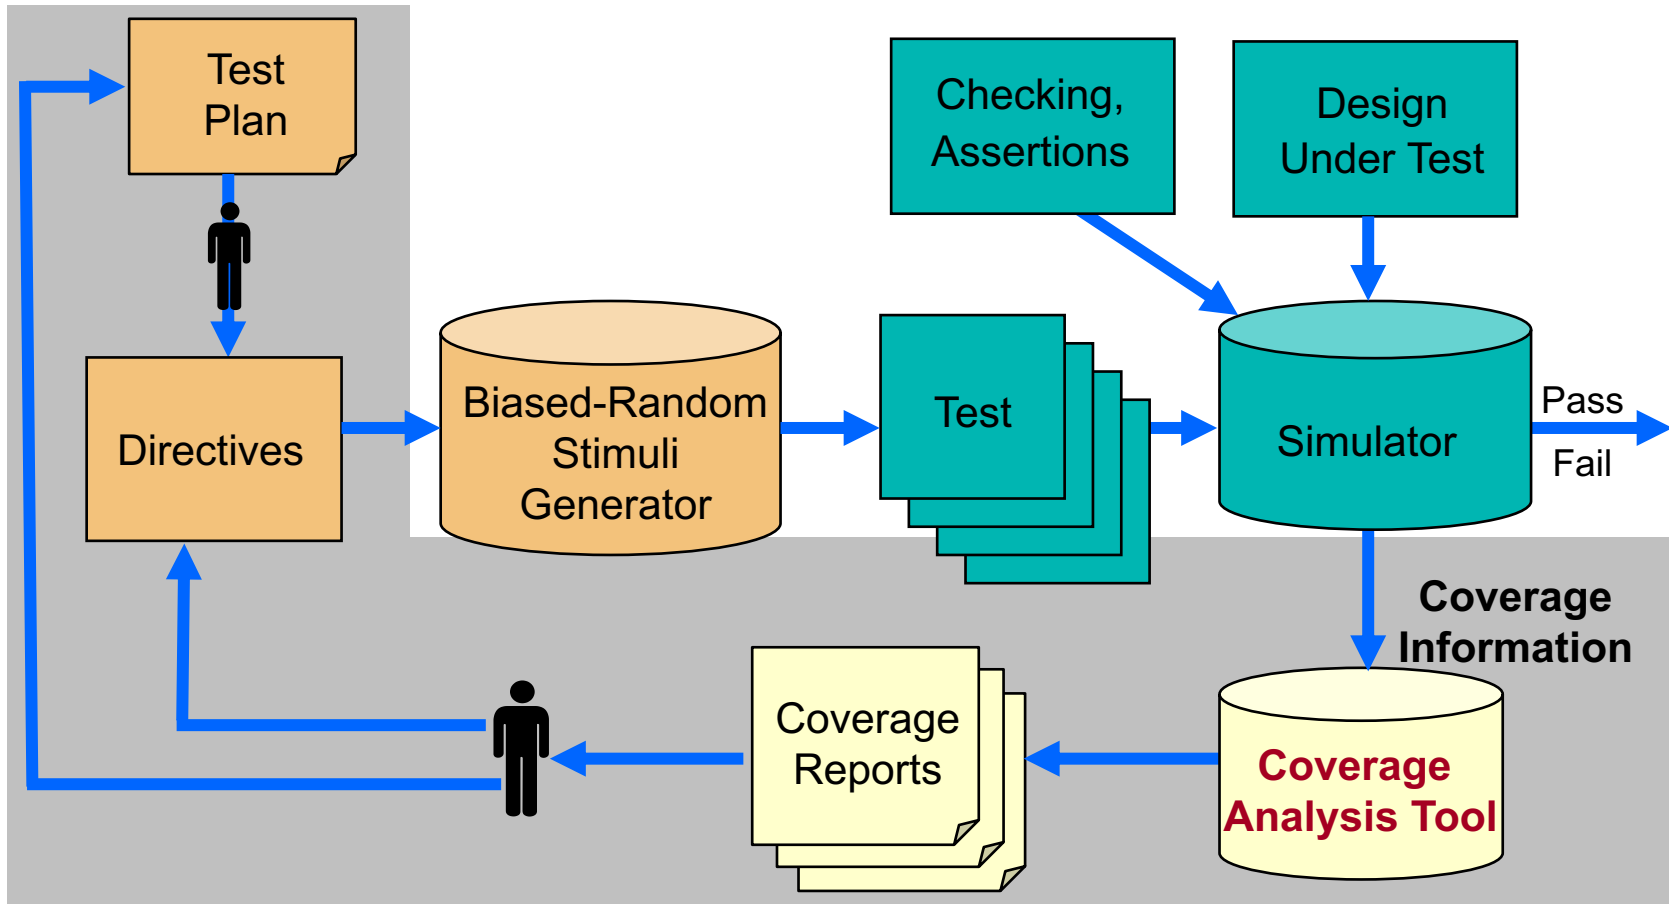 Test
Plan
Checking,
Assertions
Design
Under Test
Directives
Biased-Random
Stimuli
Generator
Test
Simulator
Pass
Fail
Coverage
Information
Coverage
Reports
Coverage
Analysis Tool